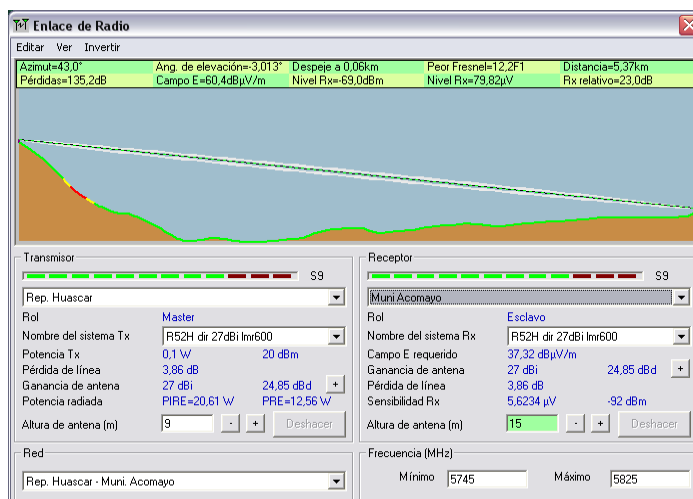 Enlace de Radio
Editar Ver Invertir
Azimut=43,0° Ang. de elevación=-3,013° Despeje a 0,06km Peor Fresnel=12,2F1 Distancia=5,37km
Pérdidas=135,2dB Campo E=60,4dBµV/m Nivel Rx=-69,0dBm Nivel Rx=79,82µV Rx relativo=23,0dB
Transmisor
S9
Rep. Huascar
Rol Master
Nombre del sistema Tx R52H dir 27dBi lmr600
Potencia Tx 0,1 W 20 dBm
Pérdida de línea 3,86 dB
Ganancia de antena 27 dBi 24,85 dBd +
Potencia radiada PIRE=20,61 W PRE=12,56 W
Altura de antena (m) 9 - + Deshacer
Receptor
S9
Muni Acomayo
Rol Esclavo
Nombre del sistema Rx R52H dir 27dBi lmr600
Campo E requerido 37,32 dBµV/m
Ganancia de antena 27 dBi 24,85 dBd +
Pérdida de línea 3,86 dB
Sensibilidad Rx 5,6234 µV -92 dBm
Altura de antena (m) 15 - + Deshacer
Red
Rep. Huascar - Muni. Acomayo
Frecuencia (MHz)
Mínimo 5745 Máximo 5825